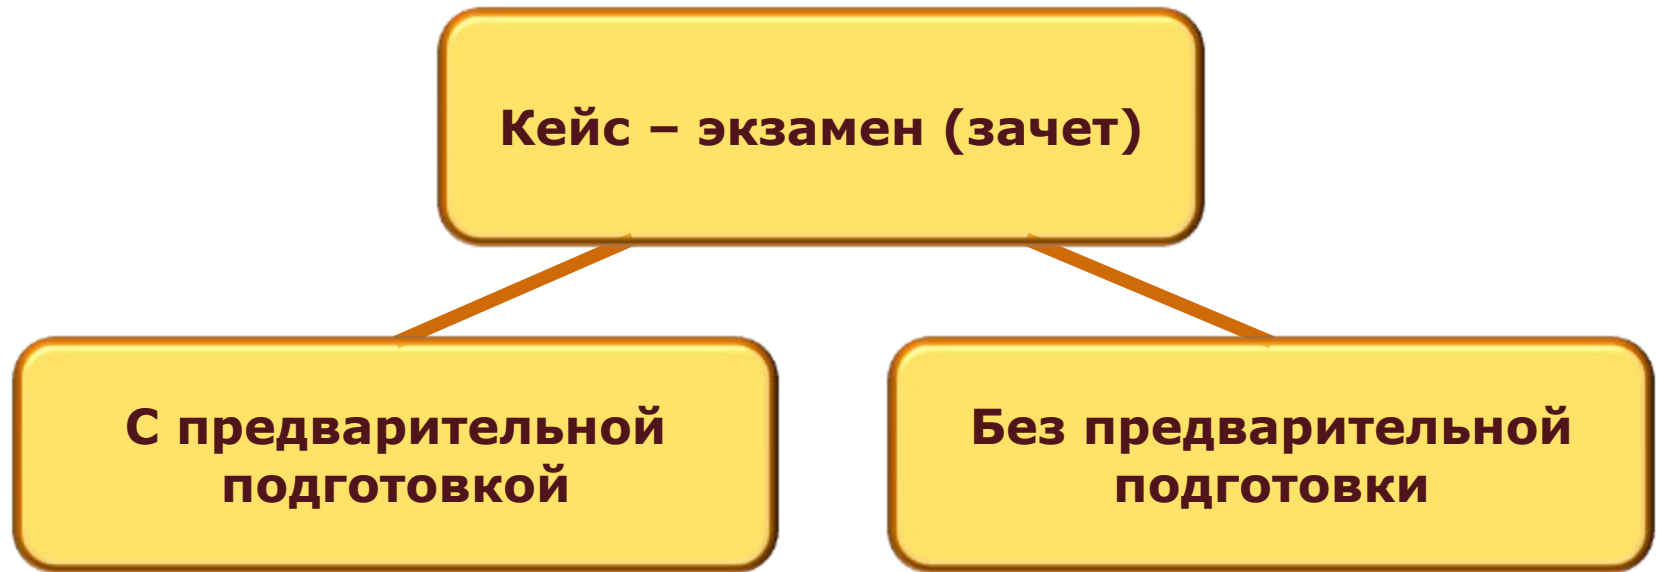 Кейс – экзамен (зачет)
С предварительной
подготовкой
Без предварительной
подготовки